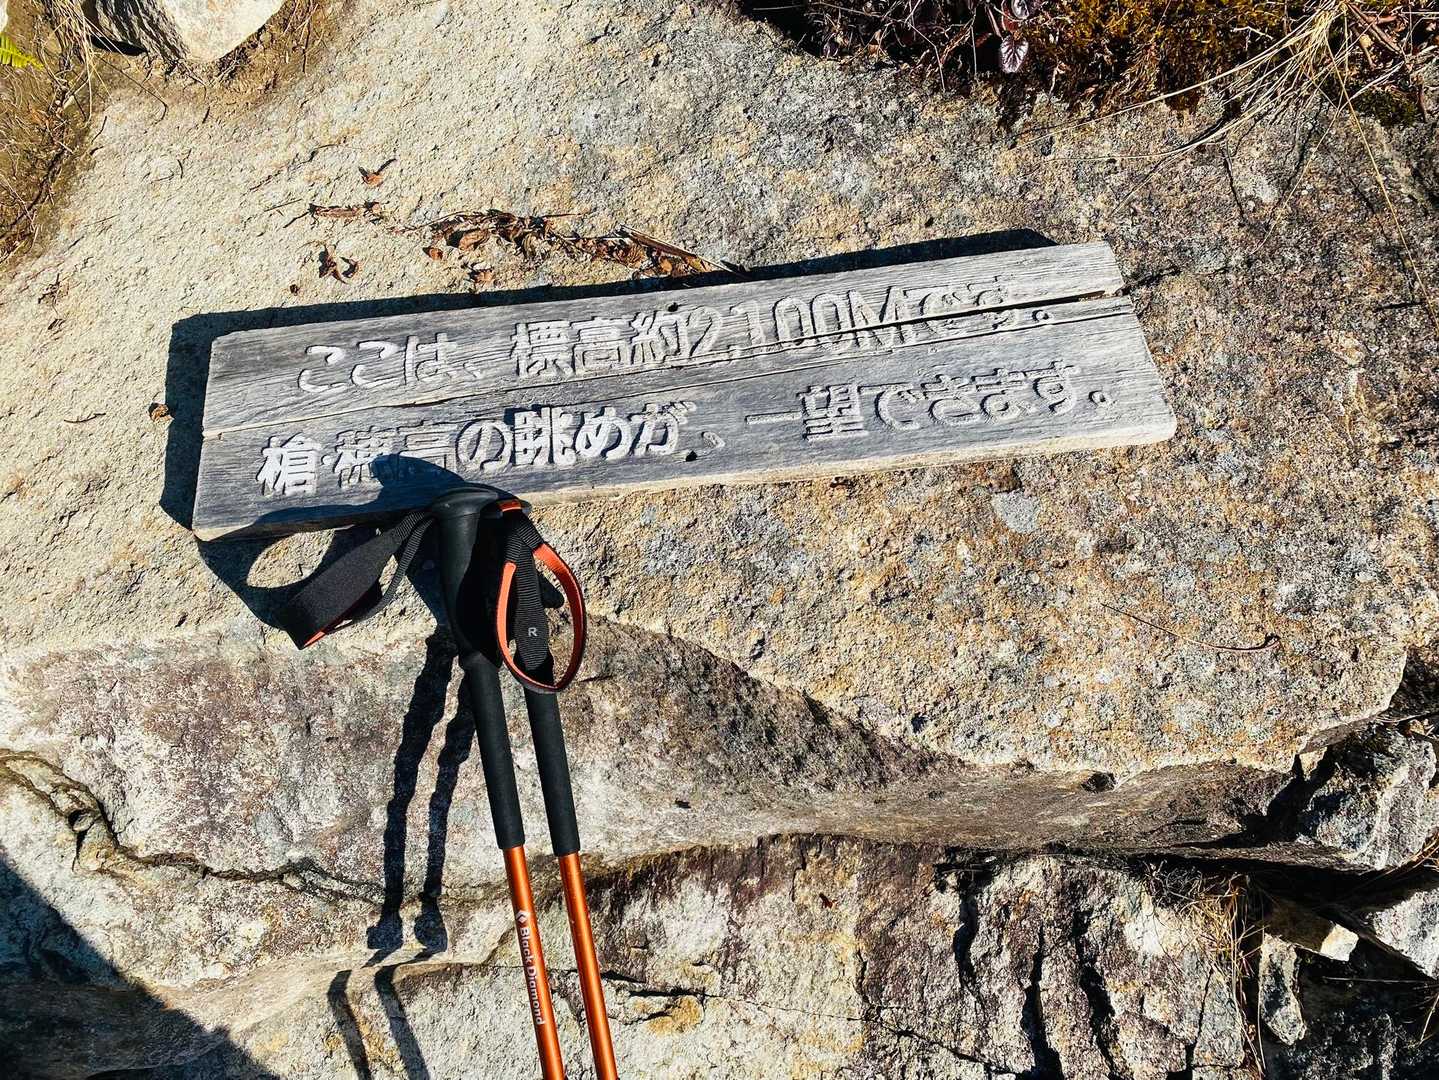 ここは、標高約2,100Mです。
槍・穂高の眺めが、一望できます。
R
Black Diamond